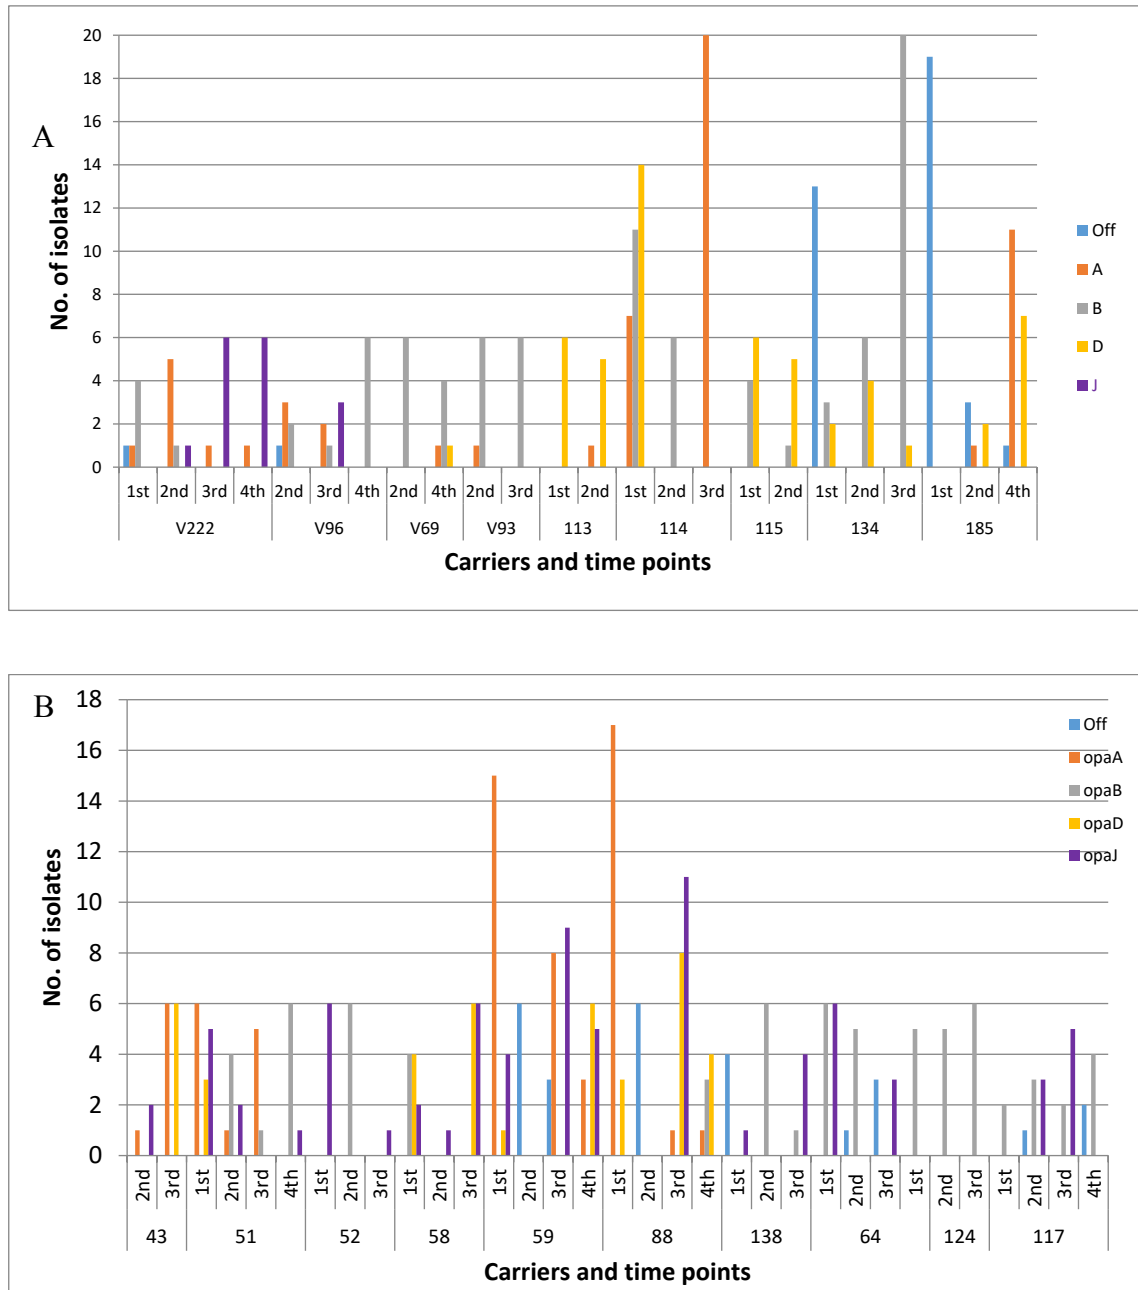 A
No. of isolates
20
18
16
14
12
10
8
6
4
2
0
1st 2nd 3rd 4th 2nd 3rd 4th 2nd 4th 2nd 3rd 1st 2nd 1st 2nd 3rd 1st 2nd 1st 2nd 3rd 1st 2nd 4th
V222 V96 V69 V93 113 114 115 134 185
Carriers and time points
Off
A
B
D
J
B
No. of isolates
18
16
14
12
10
8
6
4
2
0
2nd 3rd 1st 2nd 3rd 4th 1st 2nd 3rd 1st 2nd 3rd 1st 2nd 3rd 4th 1st 2nd 3rd 4th 1st 2nd 3rd 1st 2nd 3rd 1st 2nd 3rd 1st 2nd 3rd 4th
43 51 52 58 59 88 138 64 124 117
Carriers and time points
Off
opaA
opaB
opaD
opaJ